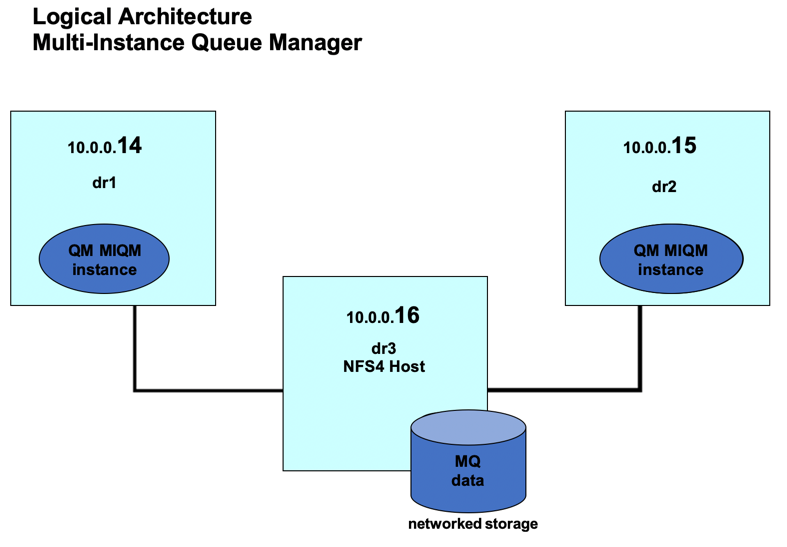 Logical Architecture
Multi-Instance Queue Manager
10.0.0.14
dr1
QM MIQM
instance
10.0.0.15
dr2
QM MIQM
instance
10.0.0.16
dr3
NFS4 Host
MQ
data
networked storage